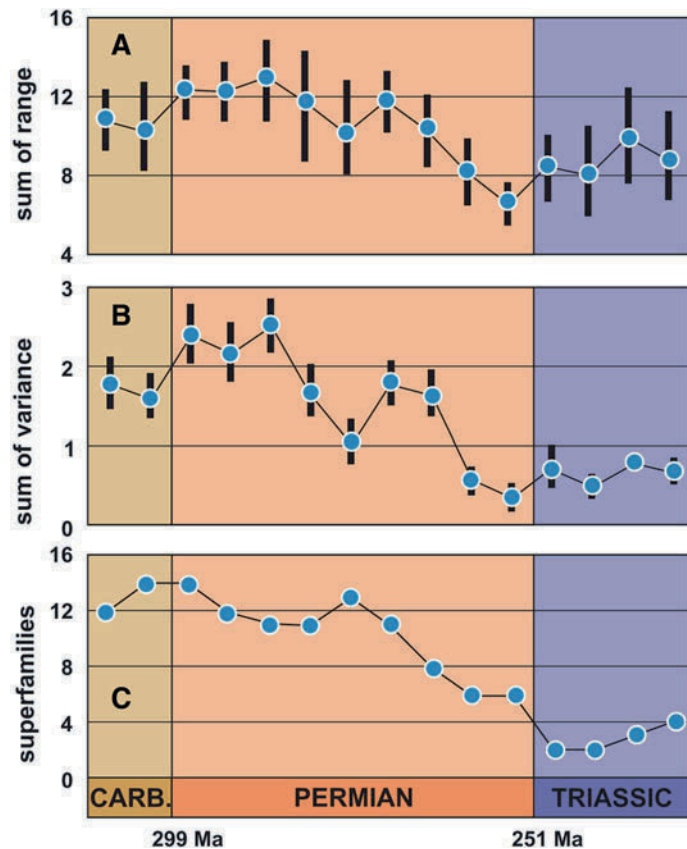 16
A
12
sum of range
8
4
3
B
2
sum of variance
1
0
16
12
superfamilies
8
C
4
0
CARB. PERMIAN TRIASSIC
299 Ma 251 Ma